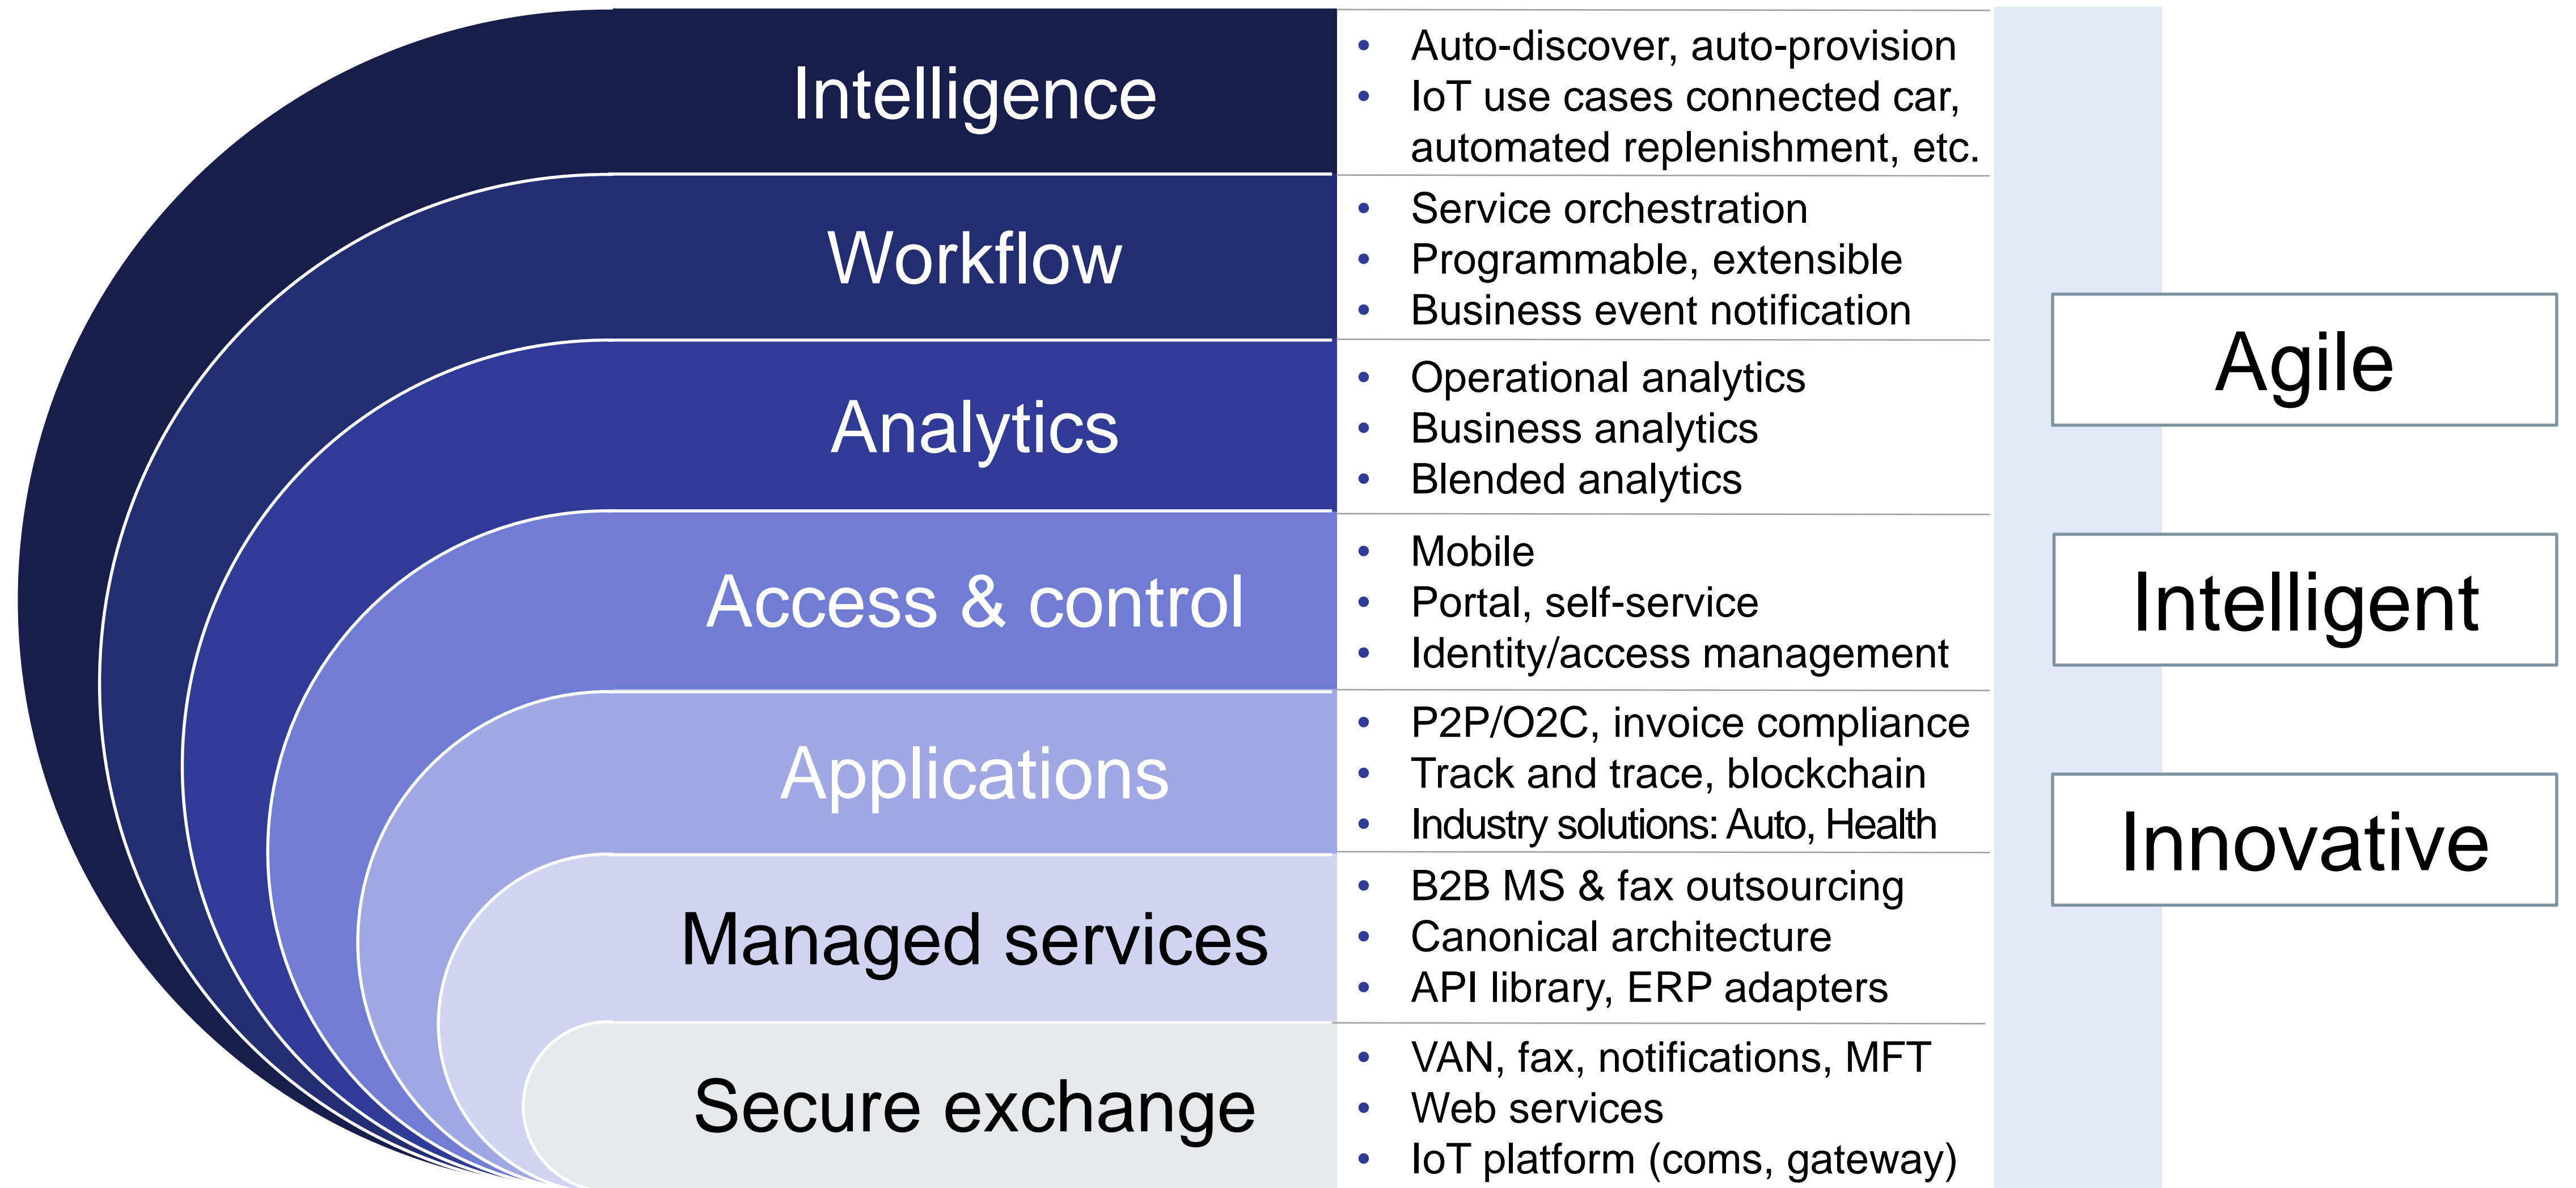 Intelligence
• Auto-discover, auto-provision
• IoT use cases connected car,
automated replenishment, etc.
Workflow
• Service orchestration
• Programmable, extensible
• Business event notification
Analytics
• Operational analytics
• Business analytics
• Blended analytics
Access & control
• Mobile
• Portal, self-service
• Identity/access management
Applications
• P2P/O2C, invoice compliance
• Track and trace, blockchain
• Industry solutions: Auto, Health
Managed services
• B2B MS & fax outsourcing
• Canonical architecture
• API library, ERP adapters
Secure exchange
• VAN, fax, notifications, MFT
• Web services
• IoT platform (coms, gateway)
Agile
Intelligent
Innovative